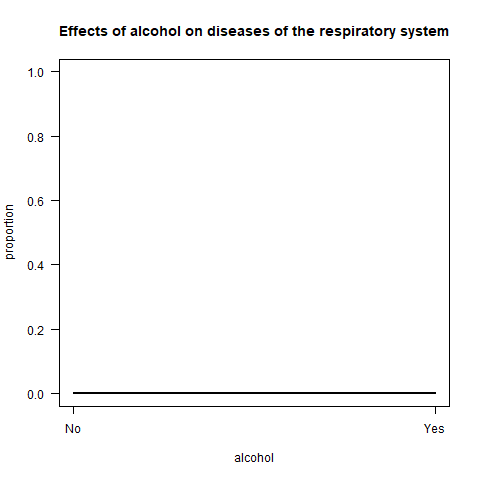 Effects of alcohol on diseases of the respiratory system
1.0
0.8
0.6
0.4
0.2
0.0
proportion
No
Yes
alcohol